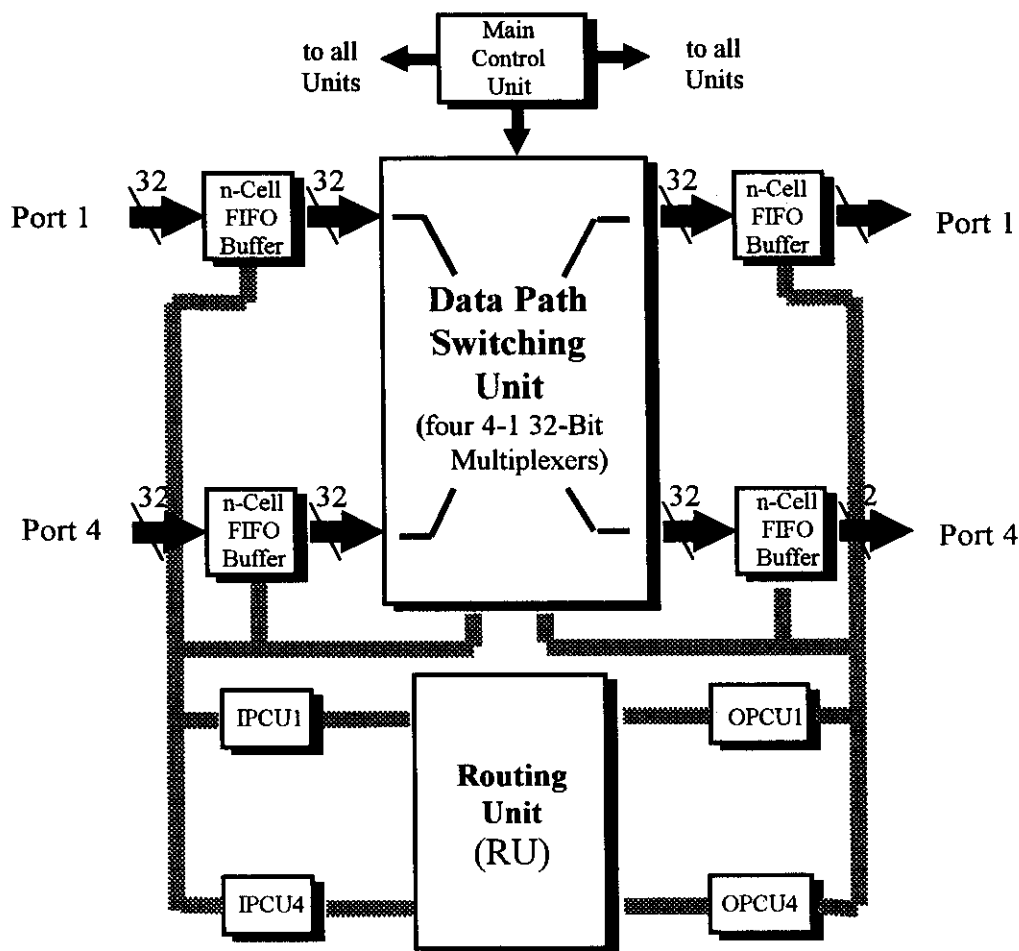 Main
Control
Unit
to all
Units
to all
Units
32
32
32
Port 1
n-Cell
FIFO
Buffer
n-Cell
FIFO
Buffer
Port 1
Data Path
Switching
Unit
(four 4-1 32-Bit
Multiplexers)
32
32
32
Port 4
n-Cell
FIFO
Buffer
n-Cell
FIFO
Buffer
Port 4
IPCU1
OPCU1
Routing
Unit
(RU)
IPCU4
OPCU4